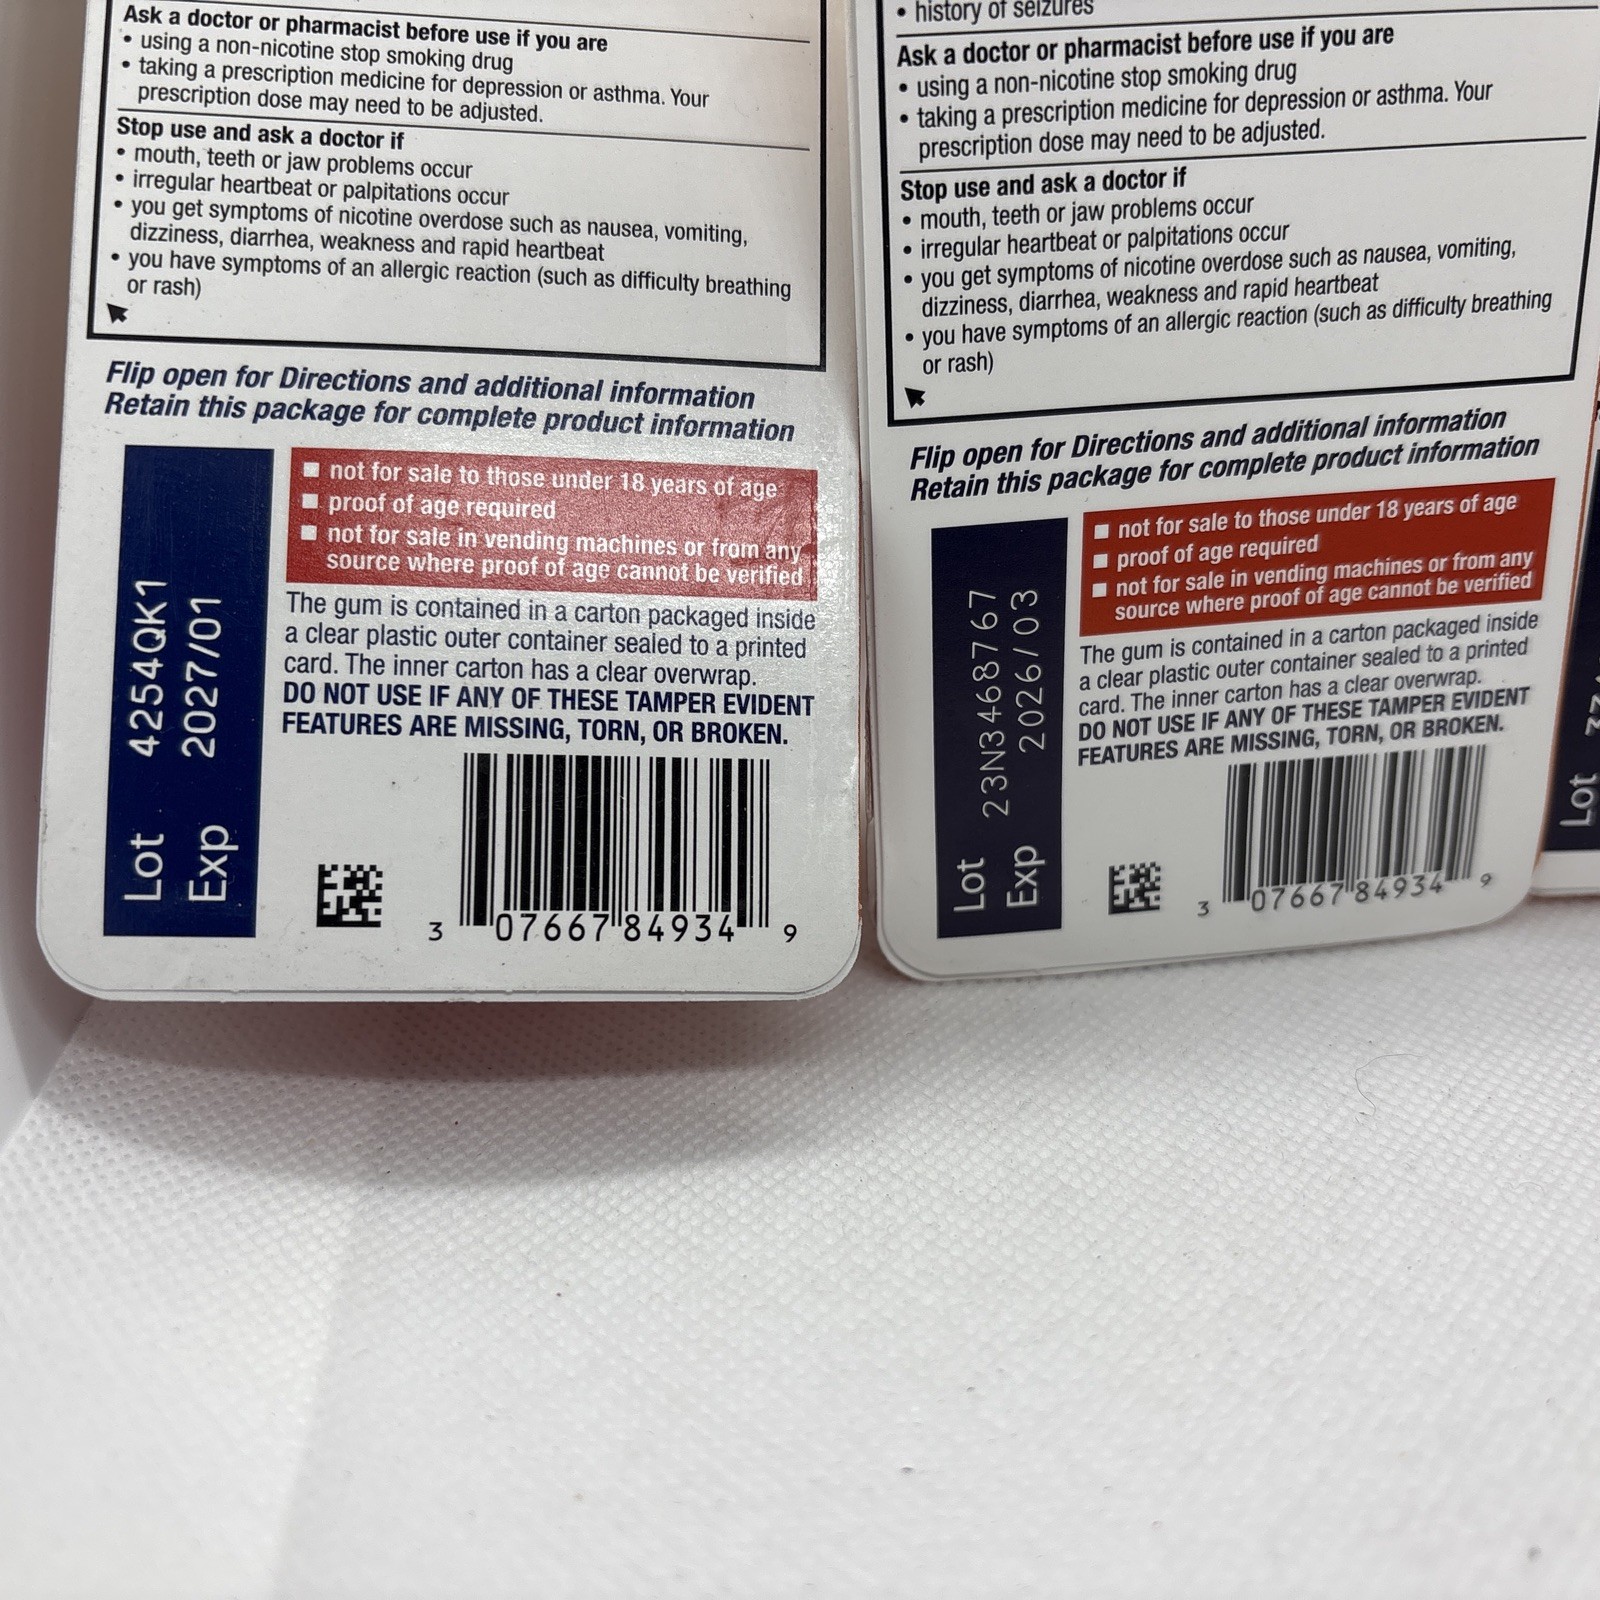 Ask a doctor or pharmacist before use if you are
• using a non-nicotine stop smoking drug
• taking a prescription medicine for depression or asthma. Your
prescription dose may need to be adjusted.
Stop use and ask a doctor if
• mouth, teeth or jaw problems occur
• irregular heartbeat or palpitations occur
• you get symptoms of nicotine overdose such as nausea, vomiting,
dizziness, diarrhea, weakness and rapid heartbeat
• you have symptoms of an allergic reaction (such as difficulty breathing
or rash)
Flip open for Directions and additional information
Retain this package for complete product information
Lot 4254QK1
Exp 2027/01
not for sale to those under 18 years of age
proof of age required
not for sale in vending machines or from any
source where proof of age cannot be verified
The gum is contained in a carton packaged inside
a clear plastic outer container sealed to a printed
card. The inner carton has a clear overwrap.
DO NOT USE IF ANY OF THESE TAMPER EVIDENT
FEATURES ARE MISSING, TORN, OR BROKEN.
3 07667 84934 9
• history of seizures
Ask a doctor or pharmacist before use if you are
• using a non-nicotine stop smoking drug
• taking a prescription medicine for depression or asthma. Your
prescription dose may need to be adjusted.
Stop use and ask a doctor if
• mouth, teeth or jaw problems occur
• irregular heartbeat or palpitations occur
• you get symptoms of nicotine overdose such as nausea, vomiting,
dizziness, diarrhea, weakness and rapid heartbeat
• you have symptoms of an allergic reaction (such as difficulty breathing
or rash)
Flip open for Directions and additional information
Retain this package for complete product information
Lot 23N3468767
Exp 2026/03
not for sale to those under 18 years of age
proof of age required
not for sale in vending machines or from any
source where proof of age cannot be verified
The gum is contained in a carton packaged inside
a clear plastic outer container sealed to a printed
card. The inner carton has a clear overwrap.
DO NOT USE IF ANY OF THESE TAMPER EVIDENT
FEATURES ARE MISSING, TORN, OR BROKEN.
3 07667 84934 9
Lot